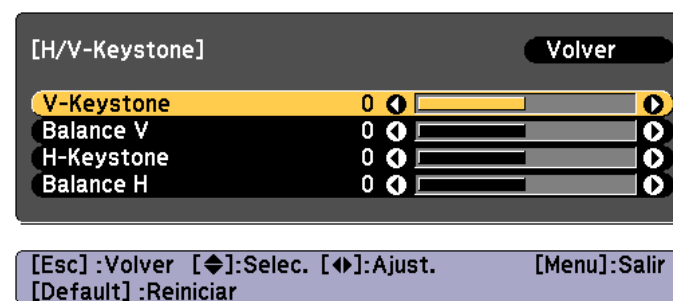 [H/V-Keystone] Volver
V-Keystone 0
Balance V 0
H-Keystone 0
Balance H 0
[Esc] :Volver [◆]:Selec. [◀▶]:Ajust. [Menu]:Salir
[Default] :Reiniciar